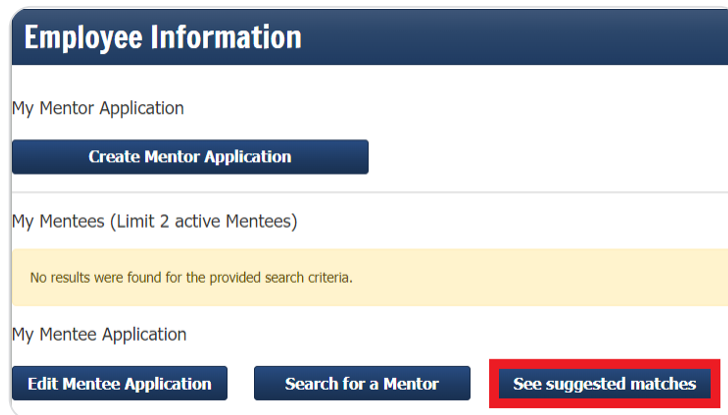 Employee Information
My Mentor Application
Create Mentor Application
My Mentees (Limit 2 active Mentees)
No results were found for the provided search criteria.
My Mentee Application
Edit Mentee Application Search for a Mentor See suggested matches